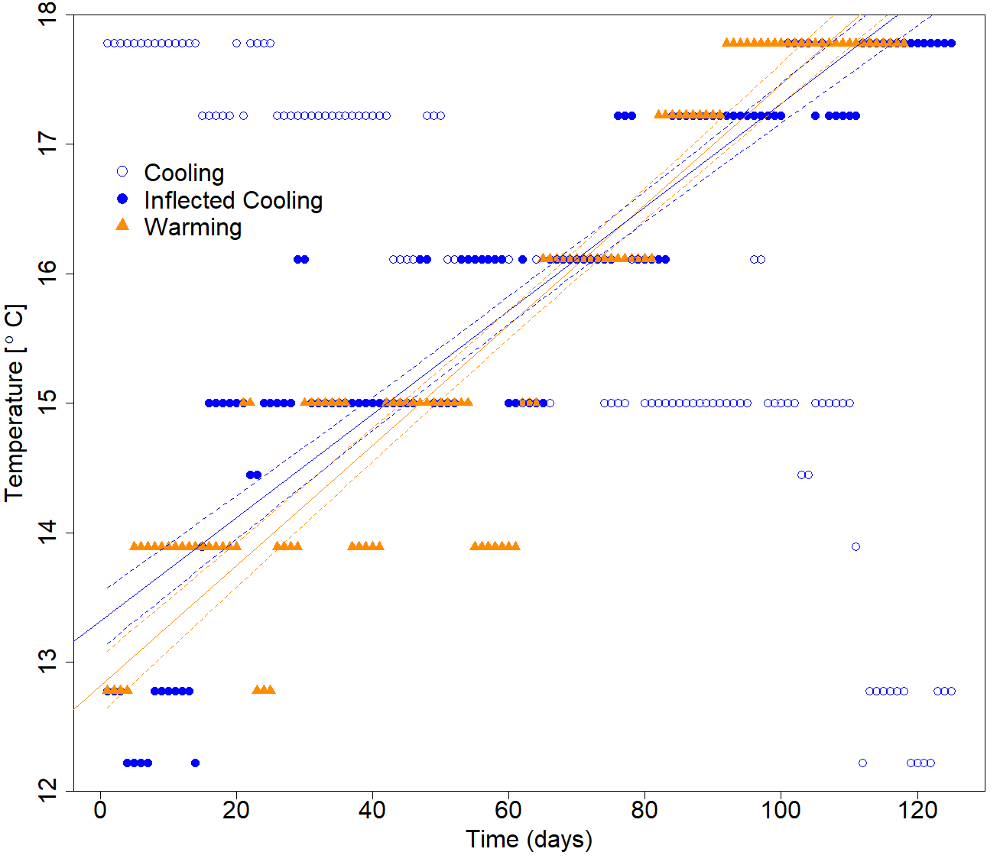 Temperature [° C]
18
17
16
15
14
13
12
Cooling
Inflected Cooling
Warming
0 20 40 60 80 100 120
Time (days)